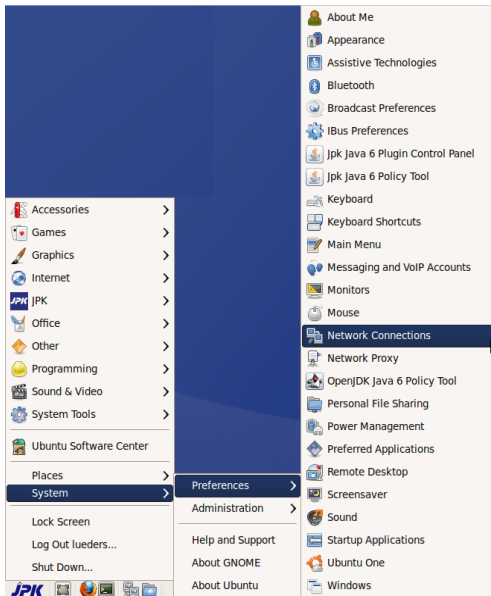 Accessories
Games
Graphics
Internet
JPK JPK
Office
Other
Programming
Sound & Video
System Tools
Ubuntu Software Center
Places
System
Lock Screen
Log Out lueders...
Shut Down...
JPK
Preferences
Administration
Help and Support
About GNOME
About Ubuntu
About Me
Appearance
Assistive Technologies
Bluetooth
Broadcast Preferences
IBus Preferences
Jpk Java 6 Plugin Control Panel
Jpk Java 6 Policy Tool
Keyboard
Keyboard Shortcuts
Main Menu
Messaging and VoIP Accounts
Monitors
Mouse
Network Connections
Network Proxy
OpenJDK Java 6 Policy Tool
Personal File Sharing
Power Management
Preferred Applications
Remote Desktop
Screensaver
Sound
Startup Applications
Ubuntu One
Windows